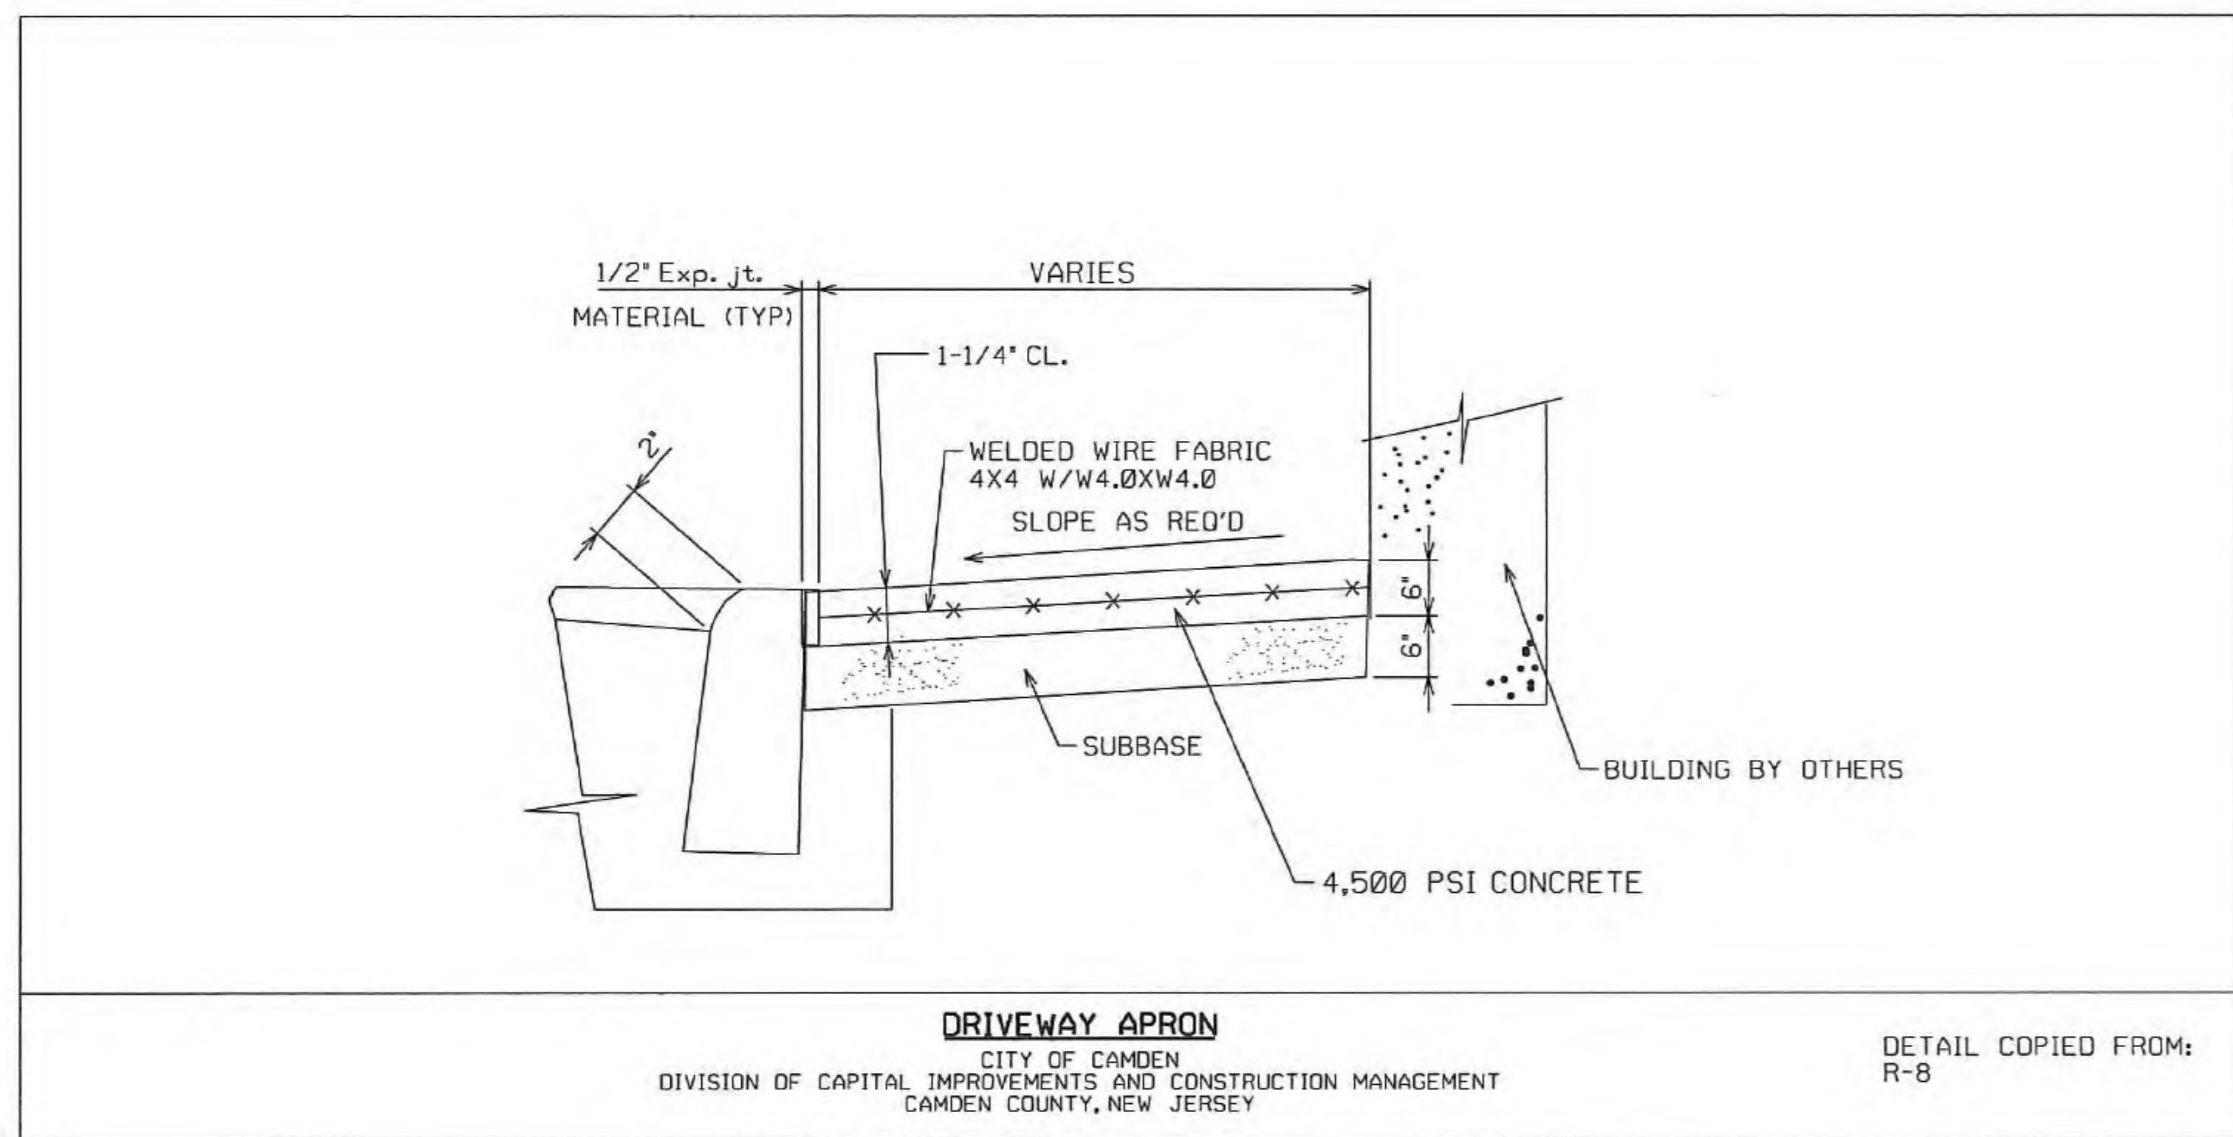 1/2" Exp. jt.
MATERIAL (TYP)
VARIES
1-1/4" CL.
2"
WELDED WIRE FABRIC
4X4 W/W4.0XW4.0
SLOPE AS REQ'D
6"
6"
SUBBASE
BUILDING BY OTHERS
4,500 PSI CONCRETE
DRIVEWAY APRON
CITY OF CAMDEN
DIVISION OF CAPITAL IMPROVEMENTS AND CONSTRUCTION MANAGEMENT
CAMDEN COUNTY, NEW JERSEY
DETAIL COPIED FROM:
R-8